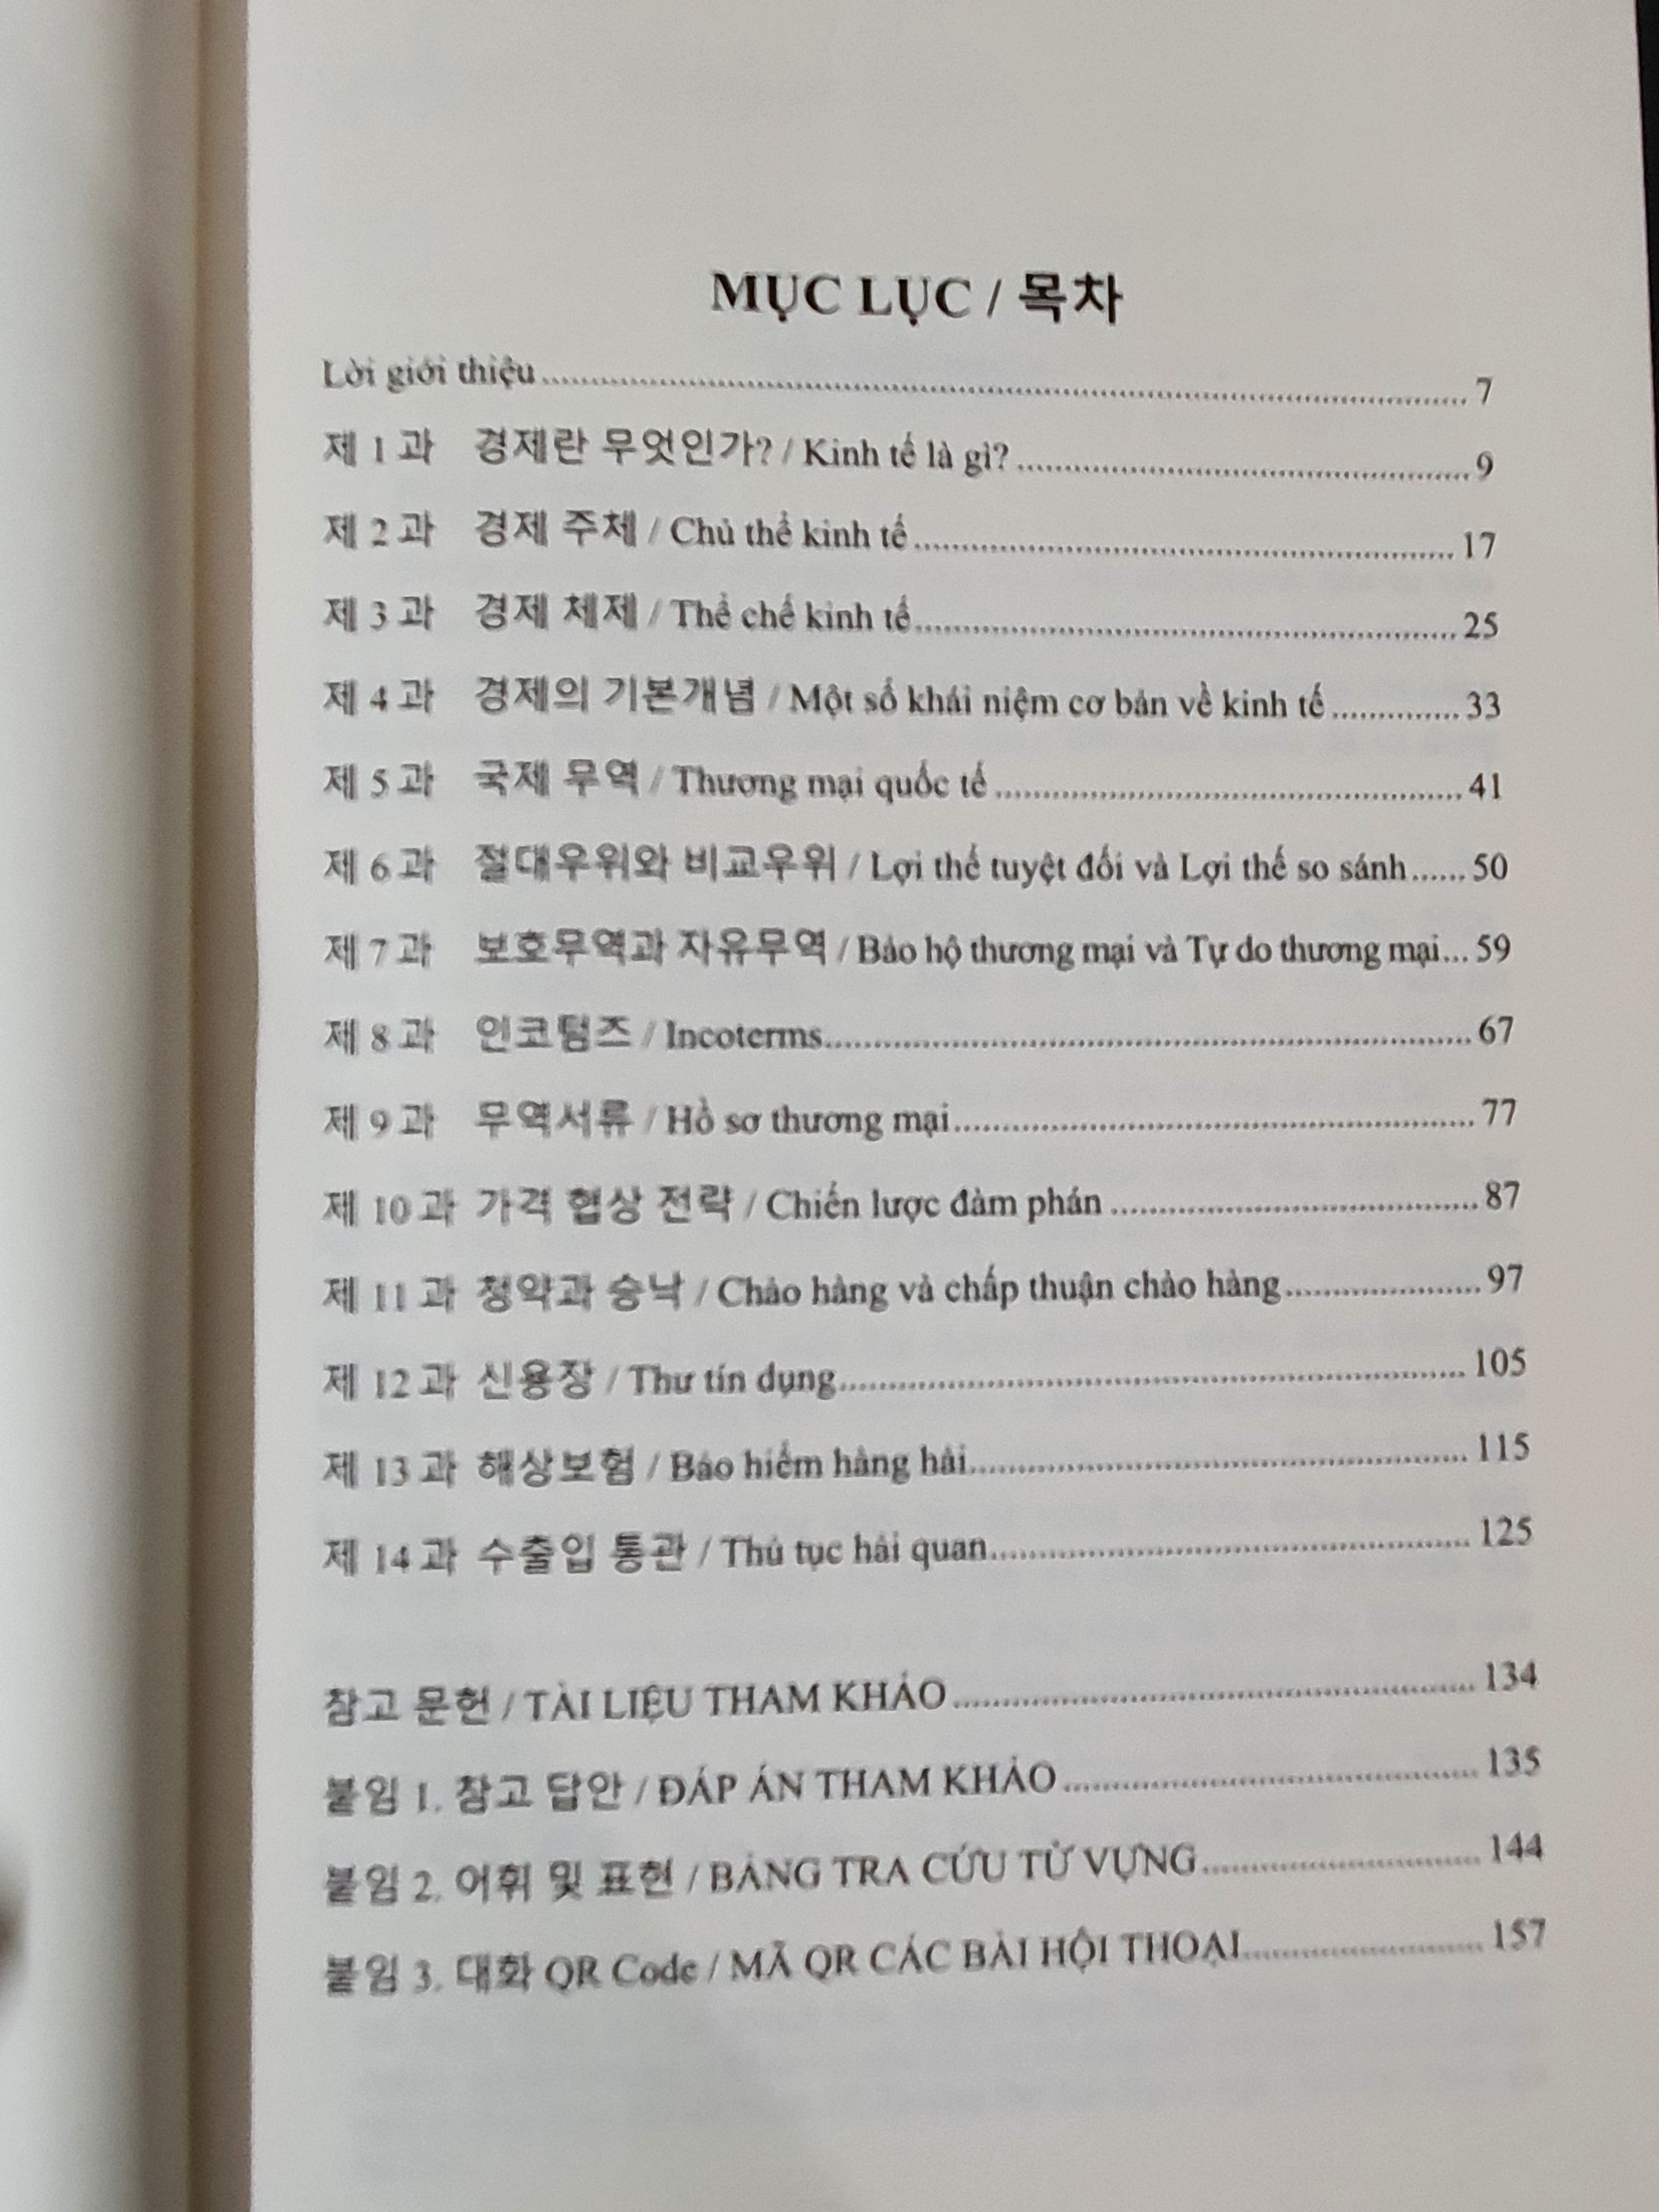 MỤC LỤC / 목차
Lời giới thiệu 7
제 1 과 경제란 무엇인가? / Kinh tế là gì? 9
제 2 과 경제 주체 / Chủ thể kinh tế 17
제 3 과 경제 체제 / Thể chế kinh tế 25
제 4 과 경제의 기본개념 / Một số khái niệm cơ bản về kinh tế 33
제 5 과 국제 무역 / Thương mại quốc tế 41
제 6 과 절대우위와 비교우위 / Lợi thế tuyệt đối và Lợi thế so sánh 50
제 7 과 보호무역과 자유무역 / Bảo hộ thương mại và Tự do thương mại 59
제 8 과 인코텀즈 / Incoterms 67
제 9 과 무역서류 / Hồ sơ thương mại 77
제 10 과 가격 협상 전략 / Chiến lược đàm phán 87
제 11 과 청약과 승낙 / Chào hàng và chấp thuận chào hàng 97
제 12 과 신용장 / Thư tín dụng 105
제 13 과 해상보험 / Bảo hiểm hàng hải 115
제 14 과 수출입 통관 / Thủ tục hải quan 125
참고 문헌 / TÀI LIỆU THAM KHẢO 134
붙임 1. 참고 답안 / ĐÁP ÁN THAM KHẢO 135
붙임 2. 어휘 및 표현 / BẢNG TRA CỨU TỪ VỰNG 144
붙임 3. 대화 QR Code / MÃ QR CÁC BÀI HỘI THOẠI 157